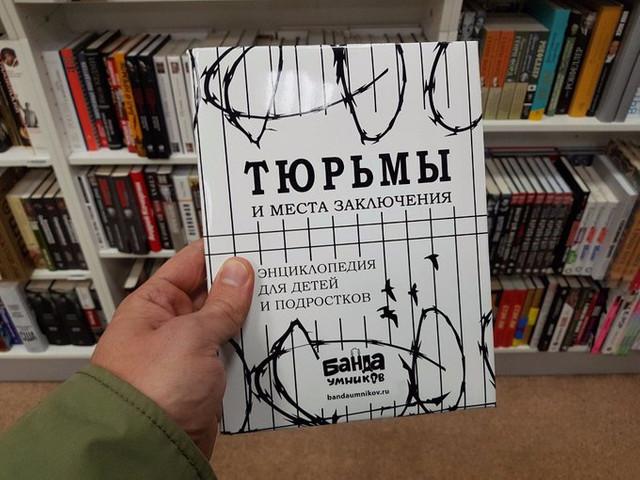 ТЮРЬМЫ
И МЕСТА ЗАКЛЮЧЕНИЯ
ЭНЦИКЛОПЕДИЯ
ДЛЯ ДЕТЕЙ
И ПОДРОСТКОВ
БАНДА
УМНИКОВ
bandaumnikov.ru